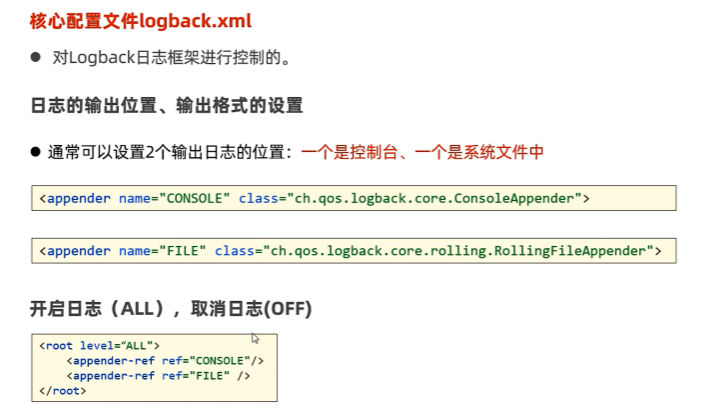 核心配置文件logback.xml
● 对Logback日志框架进行控制的。
日志的输出位置、输出格式的设置
● 通常可以设置2个输出日志的位置：一个是控制台、一个是系统文件中
<appender name="CONSOLE" class="ch.qos.logback.core.ConsoleAppender">
<appender name="FILE" class="ch.qos.logback.core.rolling.RollingFileAppender">
开启日志（ALL），取消日志(OFF)
<root level=“ALL">
<appender-ref ref="CONSOLE"/>
<appender-ref ref="FILE" />
</root>